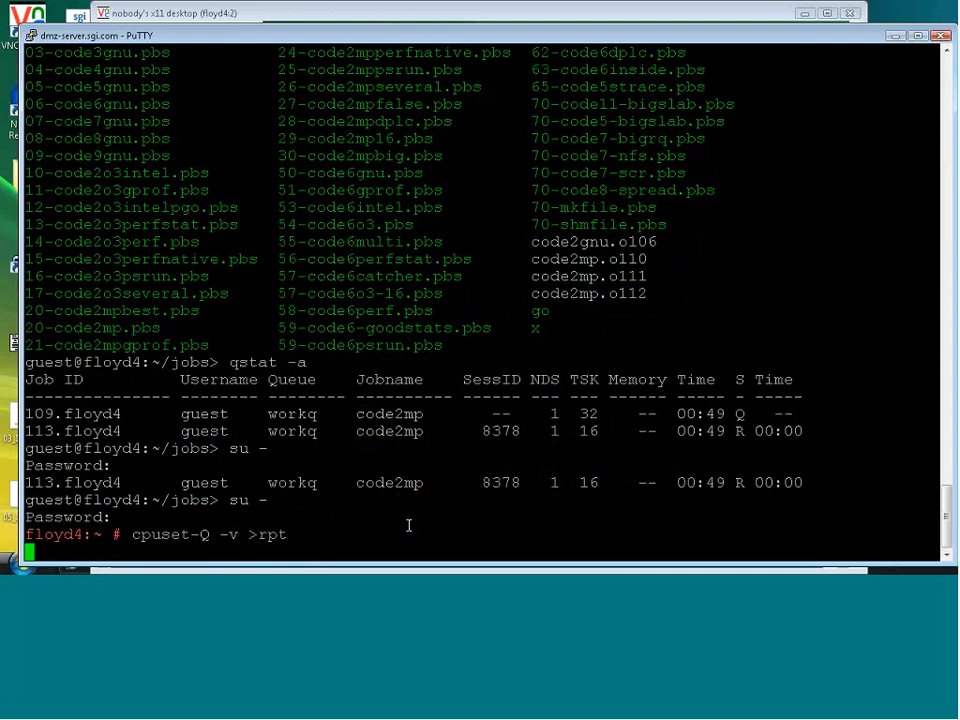 sgi
nobody's x11 desktop (floyd4:2)
dmz-server.sgi.com - PuTTY
03-code3gnu.pbs 24-code2mpperfnative.pbs 62-code6dplc.pbs
04-code4gnu.pbs 25-code2mppsrun.pbs 63-code6inside.pbs
05-code5gnu.pbs 26-code2mpseveral.pbs 65-code5strace.pbs
06-code6gnu.pbs 27-code2mpfalse.pbs 70-code11-bigslab.pbs
07-code7gnu.pbs 28-code2mpdplc.pbs 70-code5-bigslab.pbs
08-code8gnu.pbs 29-code2mp16.pbs 70-code7-bigrq.pbs
09-code9gnu.pbs 30-code2mpbig.pbs 70-code7-nfs.pbs
10-code2o3intel.pbs 50-code6gnu.pbs 70-code7-scr.pbs
11-code2o3gprof.pbs 51-code6gprof.pbs 70-code8-spread.pbs
12-code2o3intelpgo.pbs 53-code6intel.pbs 70-mkfile.pbs
13-code2o3perfstat.pbs 54-code6o3.pbs 70-shmfile.pbs
14-code2o3perf.pbs 55-code6multi.pbs code2gnu.o106
15-code2o3perfnative.pbs 56-code6perfstat.pbs code2mp.o110
16-code2o3psrun.pbs 57-code6catcher.pbs code2mp.o111
17-code2o3several.pbs 57-code6o3-16.pbs code2mp.o112
20-code2mpbest.pbs 58-code6perf.pbs go
20-code2mp.pbs 59-code6-goodstats.pbs x
21-code2mpgprof.pbs 59-code6psrun.pbs
guest@floyd4:~/jobs> qstat -a
Job ID Username Queue Jobname SessID NDS TSK Memory Time S Time
--------------- -------- -------- ---------- ------ --- --- ------ ----- - -----
109.floyd4 guest workq code2mp -- 1 32 -- 00:49 Q --
113.floyd4 guest workq code2mp 8378 1 16 -- 00:49 R 00:00
guest@floyd4:~/jobs> su -
Password:
113.floyd4 guest workq code2mp 8378 1 16 -- 00:49 R 00:00
guest@floyd4:~/jobs> su -
Password:
floyd4:~ # cpuset-Q -v >rpt